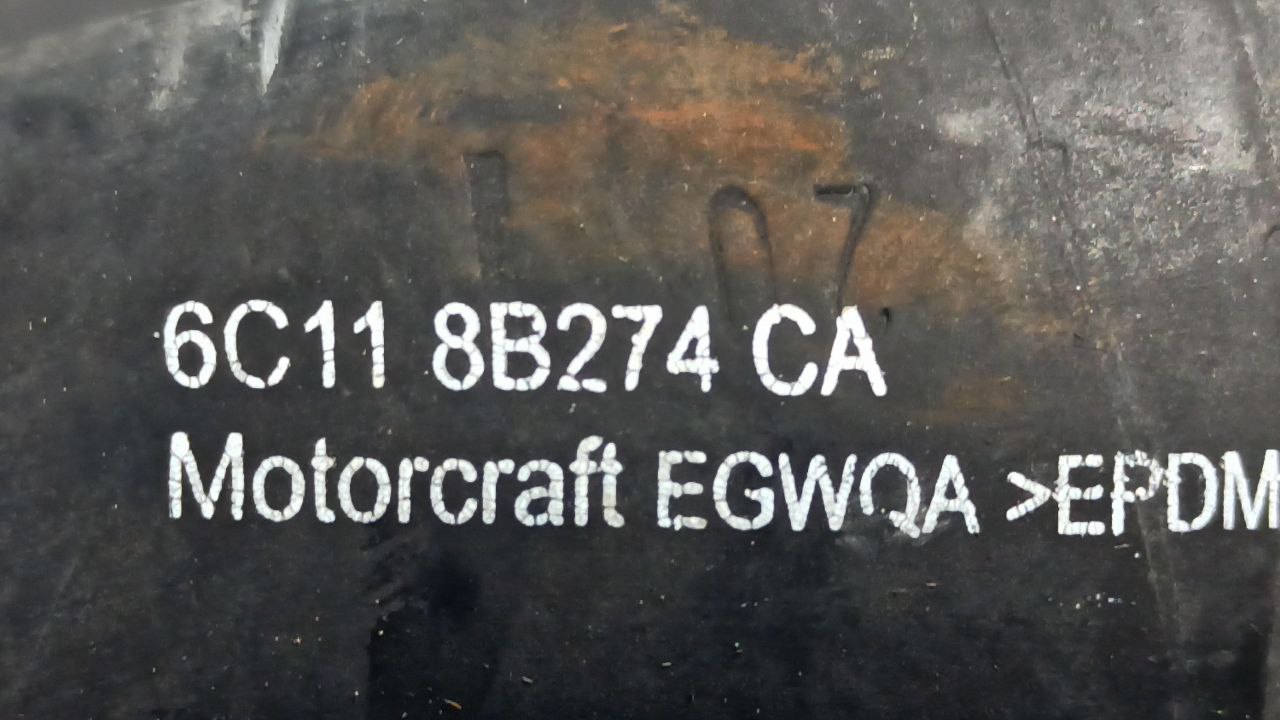 6C11 8B274 CA
Motorcraft EGWQA >EPDM